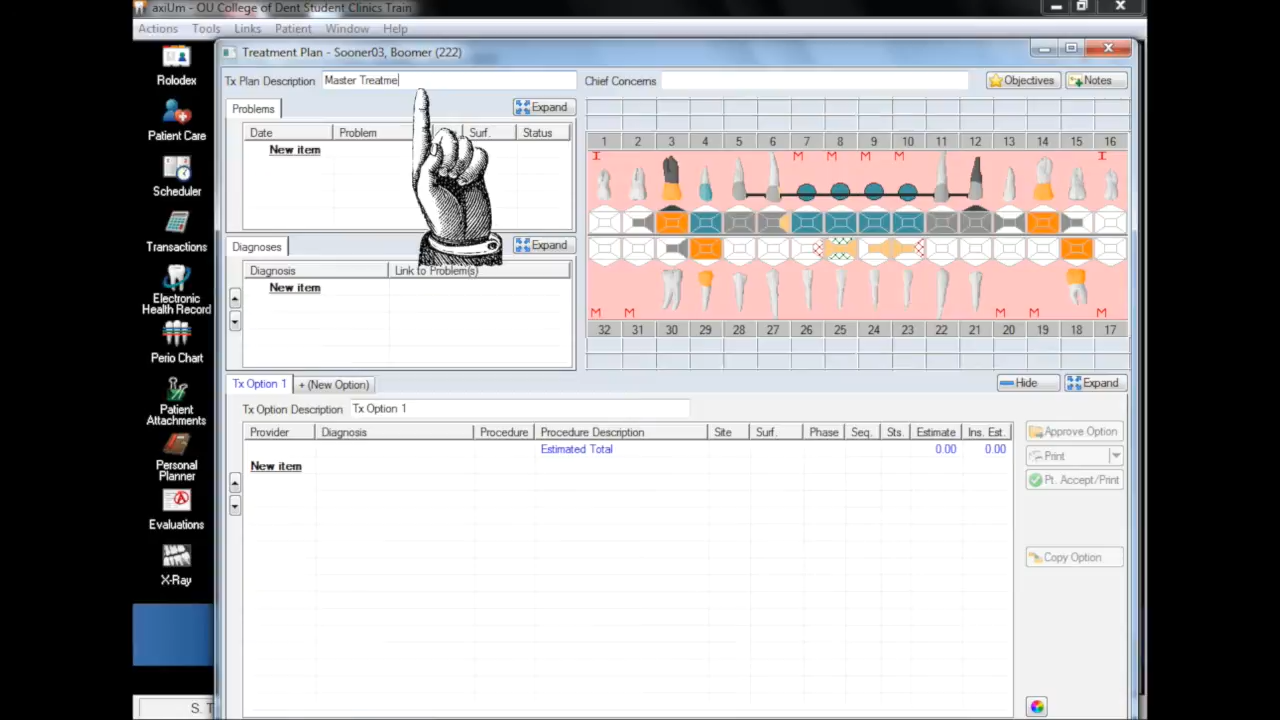 axiUm - OU College of Dent Student Clinics Train
Actions Tools Links Patient Window Help
Rolodex
Patient Care
Scheduler
Transactions
Electronic
Health Record
Perio Chart
Patient
Attachments
Personal
Planner
Evaluations
X-Ray
S. T
Treatment Plan - Sooner03, Boomer (222)
Tx Plan Description Master Treatme
Chief Concerns
Objectives
Notes
Problems
Expand
Date Problem Surf. Status
New item
Diagnoses
Expand
Diagnosis Link to Problem(s)
New item
1 2 3 4 5 6 7 8 9 10 11 12 13 14 15 16
I M M M M I
M M M M M
32 31 30 29 28 27 26 25 24 23 22 21 20 19 18 17
Tx Option 1 + (New Option)
Hide
Expand
Tx Option Description Tx Option 1
Provider Diagnosis Procedure Procedure Description Site Surf. Phase Seq. Sts. Estimate Ins. Est.
Estimated Total 0.00 0.00
New item
Approve Option
Print
Pt. Accept/Print
Copy Option